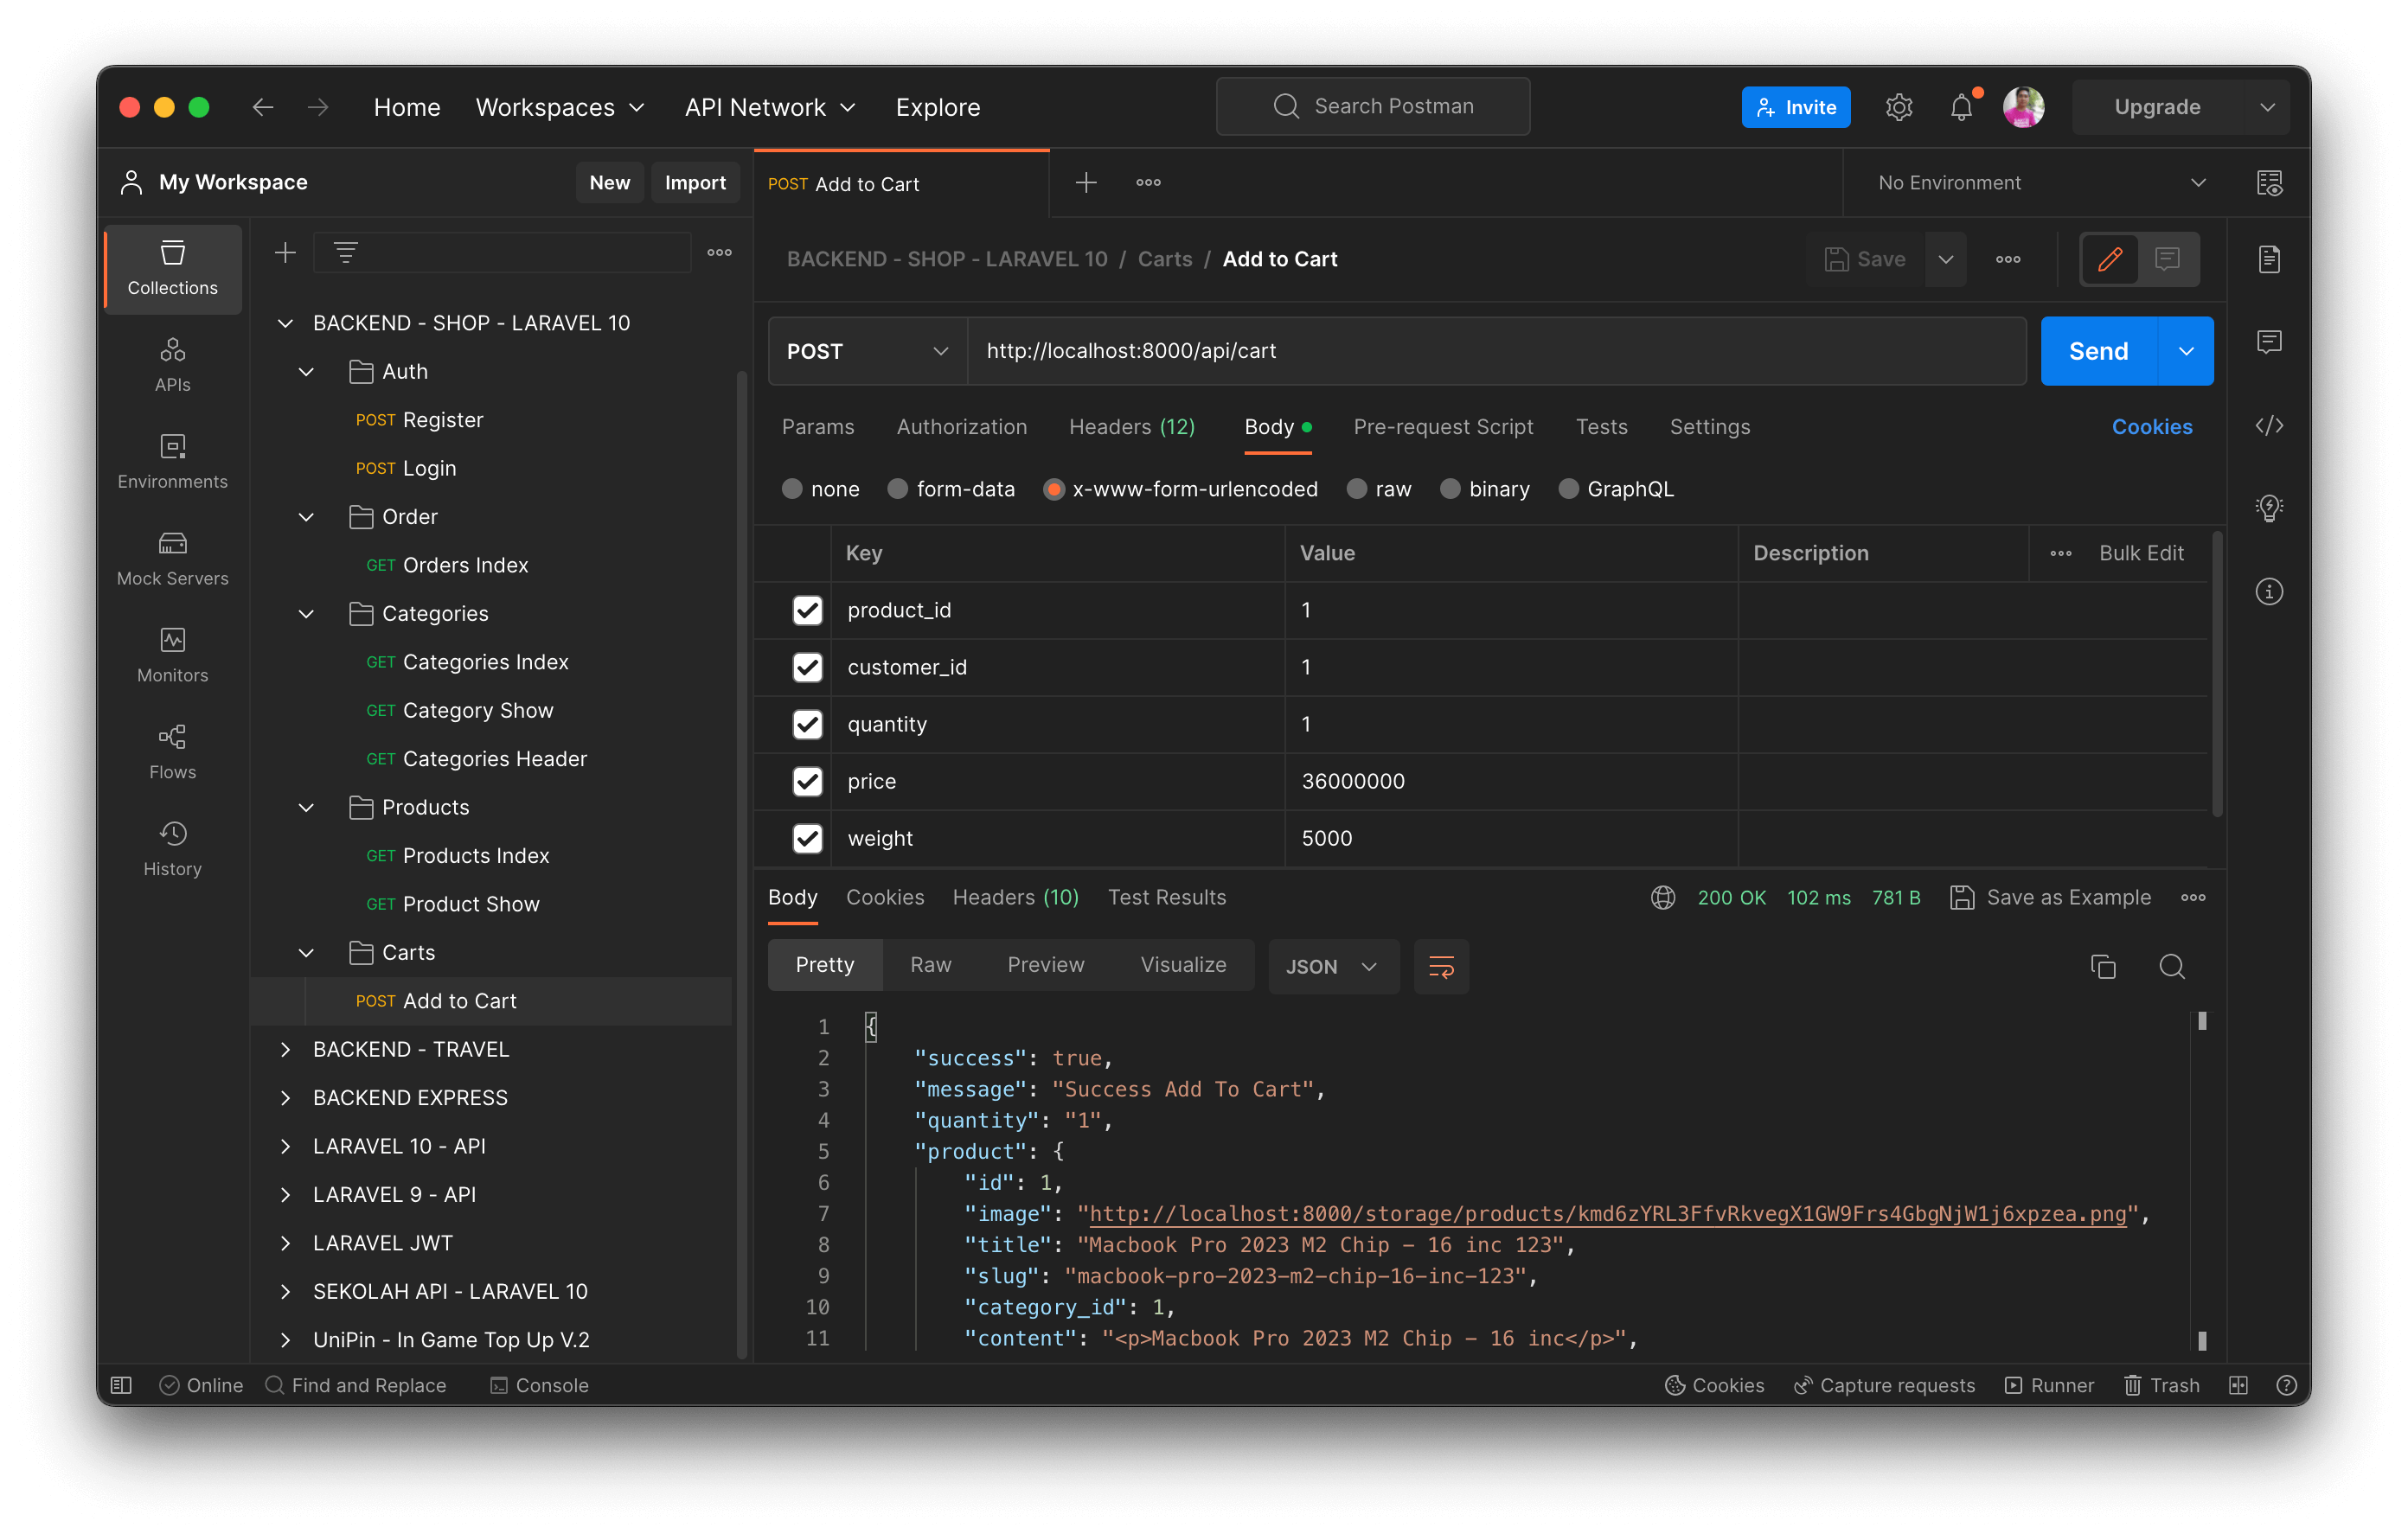 Home Workspaces API Network Explore Search Postman Invite Upgrade
My Workspace New Import
POST Add to Cart No Environment
Collections
APIs
Environments
Mock Servers
Monitors
Flows
History
BACKEND - SHOP - LARAVEL 10
Auth
POST Register
POST Login
Order
GET Orders Index
Categories
GET Categories Index
GET Category Show
GET Categories Header
Products
GET Products Index
GET Product Show
Carts
POST Add to Cart
BACKEND - TRAVEL
BACKEND EXPRESS
LARAVEL 10 - API
LARAVEL 9 - API
LARAVEL JWT
SEKOLAH API - LARAVEL 10
UniPin - In Game Top Up V.2
BACKEND - SHOP - LARAVEL 10 / Carts / Add to Cart Save
POST http://localhost:8000/api/cart Send
Params Authorization Headers (12) Body Pre-request Script Tests Settings Cookies
none form-data x-www-form-urlencoded raw binary GraphQL
Key Value Description Bulk Edit
product_id 1
customer_id 1
quantity 1
price 36000000
weight 5000
Body Cookies Headers (10) Test Results 200 OK 102 ms 781 B Save as Example
Pretty Raw Preview Visualize JSON
1 {
2 "success": true,
3 "message": "Success Add To Cart",
4 "quantity": "1",
5 "product": {
6 "id": 1,
7 "image": "http://localhost:8000/storage/products/kmd6zYRL3FfvRkvegX1GW9Frs4GbgNjW1j6xpzea.png",
8 "title": "Macbook Pro 2023 M2 Chip - 16 inc 123",
9 "slug": "macbook-pro-2023-m2-chip-16-inc-123",
10 "category_id": 1,
11 "content": "<p>Macbook Pro 2023 M2 Chip - 16 inc</p>",
Online Find and Replace Console Cookies Capture requests Runner Trash